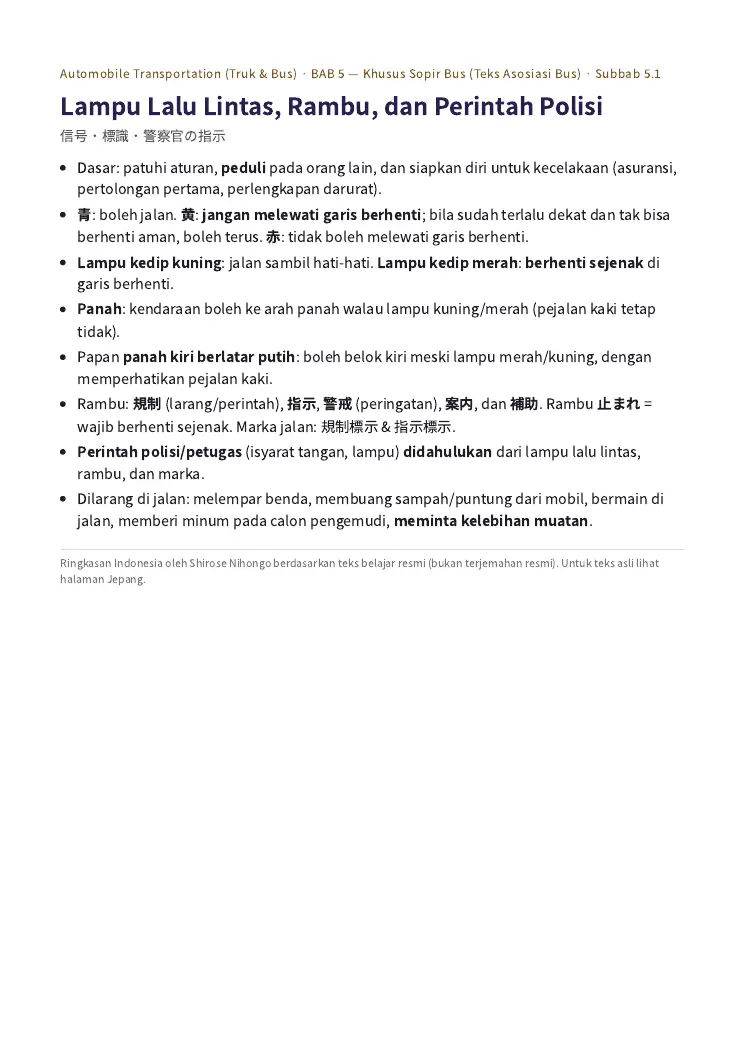 Automobile Transportation (Truk & Bus) · BAB 5 — Khusus Sopir Bus (Teks Asosiasi Bus) · Subbab 5.1
Lampu Lalu Lintas, Rambu, dan Perintah Polisi
信号・標識・警察官の指示
• Dasar: patuhi aturan, peduli pada orang lain, dan siapkan diri untuk kecelakaan (asuransi,
pertolongan pertama, perlengkapan darurat).
• 青: boleh jalan. 黄: jangan melewati garis berhenti; bila sudah terlalu dekat dan tak bisa
berhenti aman, boleh terus. 赤: tidak boleh melewati garis berhenti.
• Lampu kedip kuning: jalan sambil hati-hati. Lampu kedip merah: berhenti sejenak di
garis berhenti.
• Panah: kendaraan boleh ke arah panah walau lampu kuning/merah (pejalan kaki tetap
tidak).
• Papan panah kiri berlatar putih: boleh belok kiri meski lampu merah/kuning, dengan
memperhatikan pejalan kaki.
• Rambu: 規制 (larang/perintah), 指示, 警戒 (peringatan), 案内, dan 補助. Rambu 止まれ =
wajib berhenti sejenak. Marka jalan: 規制標示 & 指示標示.
• Perintah polisi/petugas (isyarat tangan, lampu) didahulukan dari lampu lalu lintas,
rambu, dan marka.
• Dilarang di jalan: melempar benda, membuang sampah/puntung dari mobil, bermain di
jalan, memberi minum pada calon pengemudi, meminta kelebihan muatan.
Ringkasan Indonesia oleh Shirose Nihongo berdasarkan teks belajar resmi (bukan terjemahan resmi). Untuk teks asli lihat
halaman Jepang.